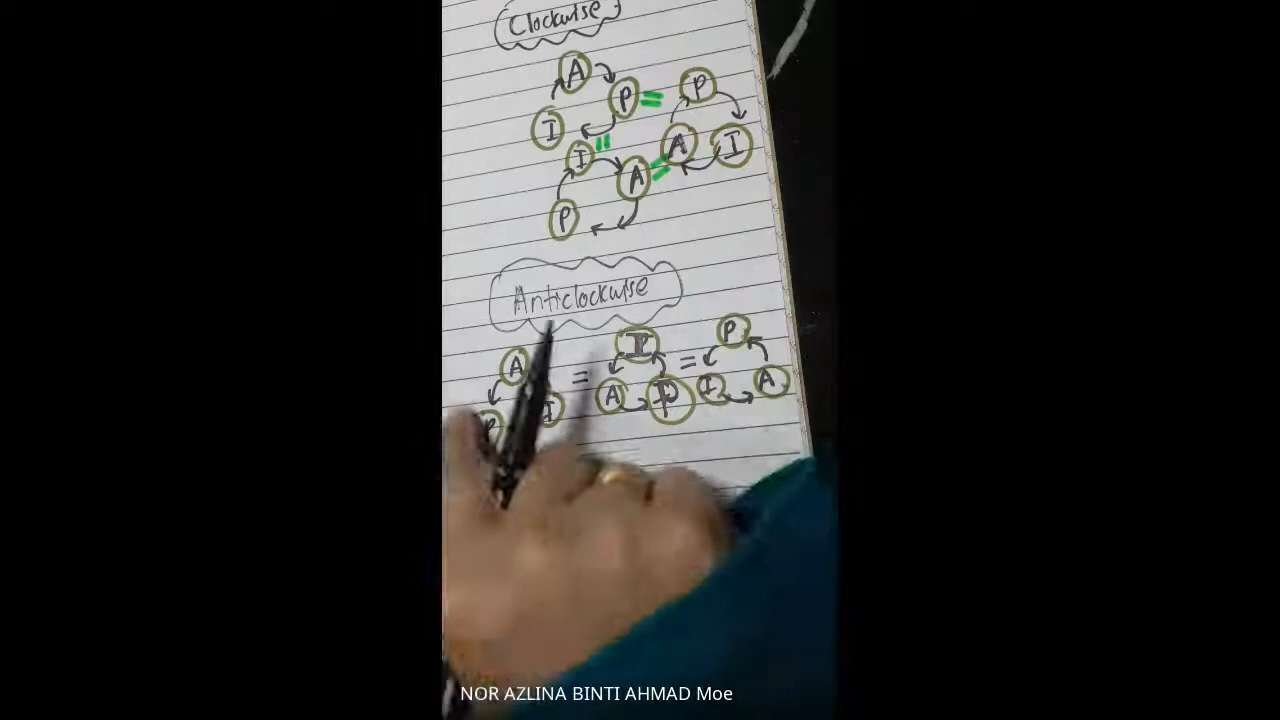 Clockwise
A
P = P
I
I
A = A
I
P
Anticlockwise
A = I = P
P I A P I A
NOR AZLINA BINTI AHMAD Moe